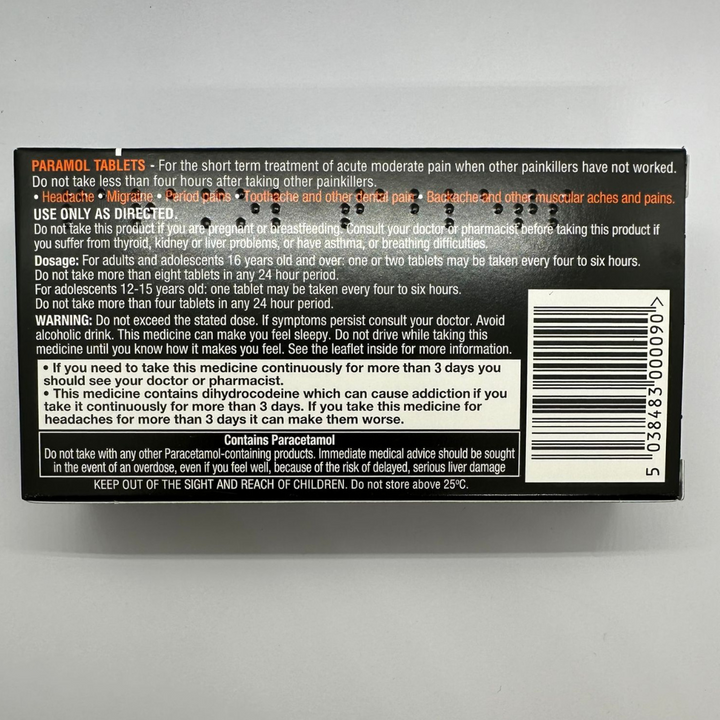 PARAMOL TABLETS - For the short term treatment of acute moderate pain when other painkillers have not worked.
Do not take less than four hours after taking other painkillers.
• Headache • Migraine • Period pains • Toothache and other dental pain • Backache and other muscular aches and pains.
USE ONLY AS DIRECTED.
Do not take this product if you are pregnant or breastfeeding. Consult your doctor or pharmacist before taking this product if
you suffer from thyroid, kidney or liver problems, or have asthma, or breathing difficulties.
Dosage: For adults and adolescents 16 years old and over: one or two tablets may be taken every four to six hours.
Do not take more than eight tablets in any 24 hour period.
For adolescents 12-15 years old: one tablet may be taken every four to six hours.
Do not take more than four tablets in any 24 hour period.
WARNING: Do not exceed the stated dose. If symptoms persist consult your doctor. Avoid
alcoholic drink. This medicine can make you feel sleepy. Do not drive while taking this
medicine until you know how it makes you feel. See the leaflet inside for more information.
• If you need to take this medicine continuously for more than 3 days you
should see your doctor or pharmacist.
• This medicine contains dihydrocodeine which can cause addiction if you
take it continuously for more than 3 days. If you take this medicine for
headaches for more than 3 days it can make them worse.
Contains Paracetamol
Do not take with any other Paracetamol-containing products. Immediate medical advice should be sought
in the event of an overdose, even if you feel well, because of the risk of delayed, serious liver damage
KEEP OUT OF THE SIGHT AND REACH OF CHILDREN. Do not store above 25ºC.
5 038483 000090 >